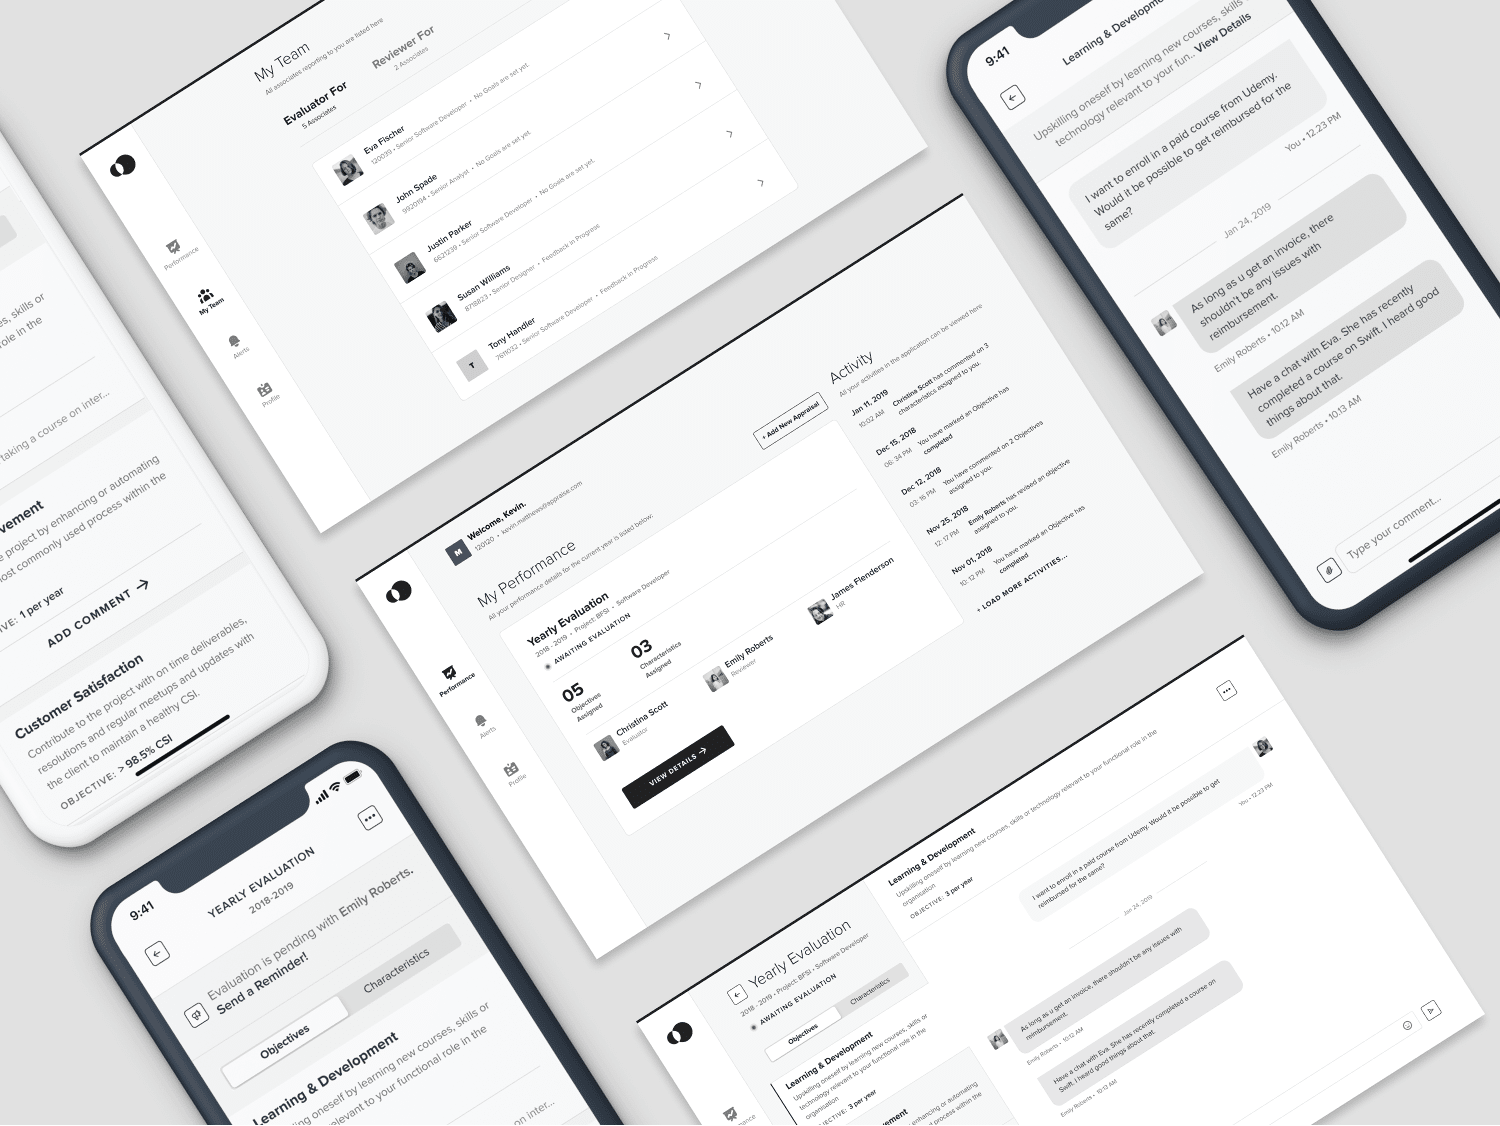 My Team
All associates reporting to you are listed here
Evaluator For
5 Associates
Reviewer For
2 Associates
Eva Fischer
120039 • Senior Software Developer • No Goals are set yet.
John Spade
9920194 • Senior Analyst • No Goals are set yet.
Justin Parker
6621239 • Senior Software Developer • No Goals are set yet.
Susan Williams
8718823 • Senior Designer • Feedback in Progress
T
Tony Handler
7611033 • Senior Software Developer • Feedback in Progress
Performance
My Team
Alerts
Profile
9:41
Learning & Developm
Upskilling oneself by learning new courses, skills
technology relevant to your fun.. View Details
I want to enroll in a paid course from Udemy.
Would it be possible to get reimbursed for the
same?
You • 12.23 PM
Jan 24, 2019
As long as u get an invoice, there
shouldn't be any issues with
reimbursement.
Emily Roberts • 10.12 AM
Have a chat with Eva. She has recently
completed a course on Swift. I heard good
things about that.
Emily Roberts • 10.13 AM
Type your comment...
s, skills or
role in the
taking a course on inter...
vement
e project by enhancing or automating
ost commonly used process within the
IVE: 1 per year
ADD COMMENT →
Customer Satisfaction
Contribute to the project with on time deliverables,
resolutions and regular meetups and updates with
the client to maintain a healthy CSI.
OBJECTIVE: > 98.5% CSI
M
Welcome, Kevin.
120120 • kevin.matthews@appraise.com
My Performance
All your performance details for the current year is listed below:
+ Add New Appraisal
Yearly Evaluation
2018 - 2019 • Project: BFSI • Software Developer
AWAITING EVALUATION
05
Objectives
Assigned
03
Characteristics
Assigned
Christina Scott
Evaluator
Emily Roberts
Reviewer
James Flenderson
HR
VIEW DETAILS →
Performance
Alerts
Profile
Activity
All your activities in the application can be viewed here
Jan 11, 2019
10:02 AM
Christina Scott has commented on 3
characteristics assigned to you.
Dec 15, 2018
06:34 PM
You have marked an Objective has
completed
Dec 12, 2018
03:16 PM
You have commented on 2 Objectives
assigned to you.
Nov 25, 2018
12:17 PM
Emily Roberts has revised an objective
assigned to you.
Nov 01, 2018
10:12 PM
You have marked an Objective has
completed
+ LOAD MORE ACTIVITIES...
9:41
YEARLY EVALUATION
2018-2019
Evaluation is pending with Emily Roberts.
Send a Reminder!
Objectives
Characteristics
Learning & Development
ling oneself by learning new courses, skills or
elevant to your functional role in the
on inter...
Yearly Evaluation
2018 - 2019 • Project: BFSI • Software Developer
AWAITING EVALUATION
Objectives
Characteristics
Learning & Development
Upskilling oneself by learning new courses, skills or
technology relevant to your functional role in the
organisation
OBJECTIVE: 3 per year
vement
enhancing or automating
d process within the
mance
Learning & Development
Upskilling oneself by learning new courses, skills or technology relevant to your functional role in the
organisation
OBJECTIVE: 3 per year
I want to enroll in a paid course from Udemy. Would it be possible to get
reimbursed for the same?
You • 12.23 PM
Jan 24, 2019
As long as u get an invoice, there shouldn't be any issues with
reimbursement.
Emily Roberts • 10.12 AM
Have a chat with Eva. She has recently completed a course on
Swift. I heard good things about that.
Emily Roberts • 10.13 AM